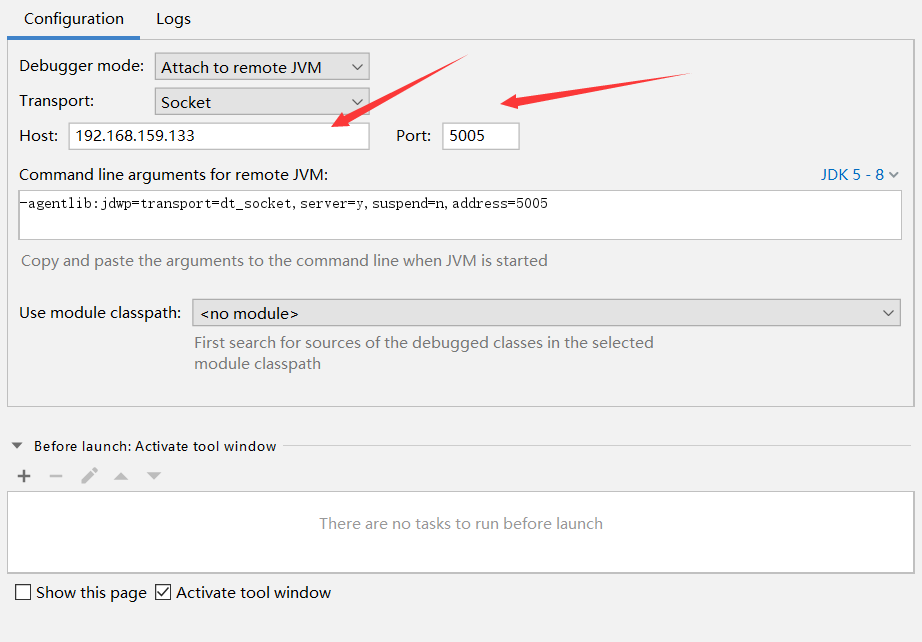 Configuration Logs
Debugger mode: Attach to remote JVM
Transport: Socket
Host: 192.168.159.133 Port: 5005
Command line arguments for remote JVM: JDK 5 - 8
-agentlib:jdwp=transport=dt_socket,server=y,suspend=n,address=5005
Copy and paste the arguments to the command line when JVM is started
Use module classpath: <no module>
First search for sources of the debugged classes in the selected
module classpath
Before launch: Activate tool window
There are no tasks to run before launch
Show this page Activate tool window